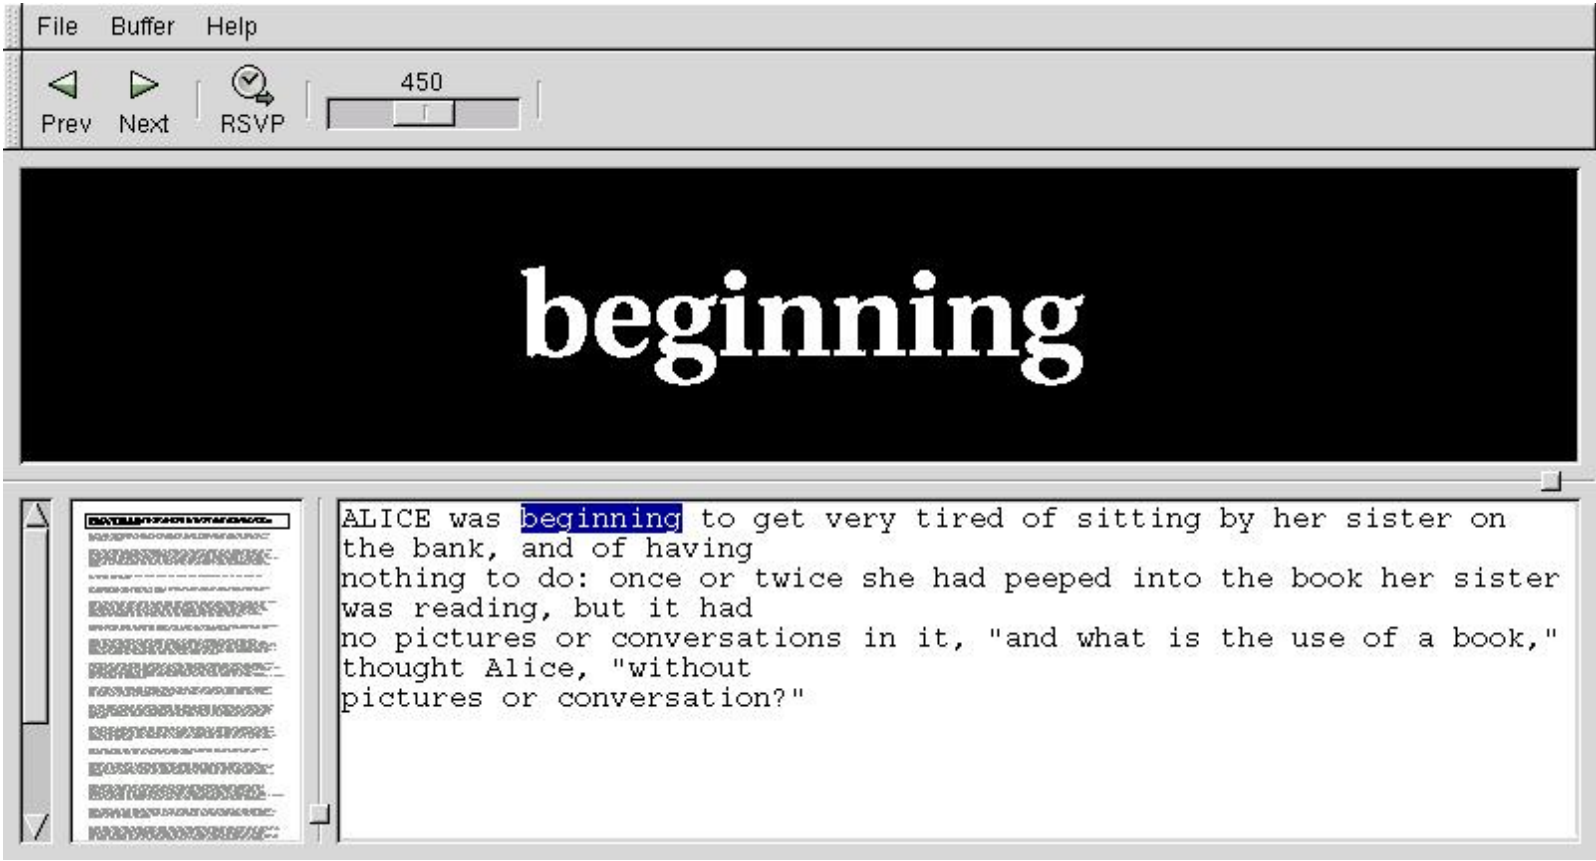 File Buffer Help
450
Prev Next RSVP
beginning
ALICE was beginning to get very tired of sitting by her sister on
the bank, and of having
nothing to do: once or twice she had peeped into the book her sister
was reading, but it had
no pictures or conversations in it, "and what is the use of a book,"
thought Alice, "without
pictures or conversation?"